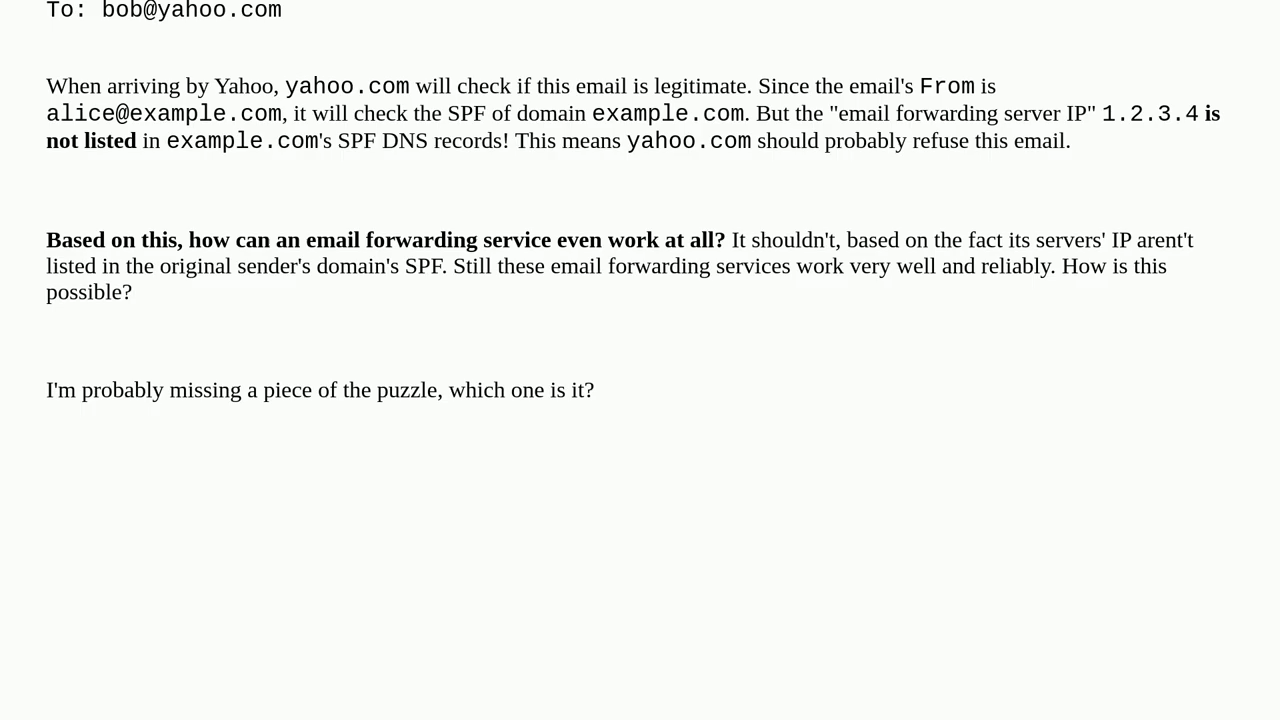 To: bob@yahoo.com
When arriving by Yahoo, yahoo.com will check if this email is legitimate. Since the email's From is
alice@example.com, it will check the SPF of domain example.com. But the "email forwarding server IP" 1.2.3.4 is
not listed in example.com's SPF DNS records! This means yahoo.com should probably refuse this email.
Based on this, how can an email forwarding service even work at all? It shouldn't, based on the fact its servers' IP arent't
listed in the original sender's domain's SPF. Still these email forwarding services work very well and reliably. How is this
possible?
I'm probably missing a piece of the puzzle, which one is it?